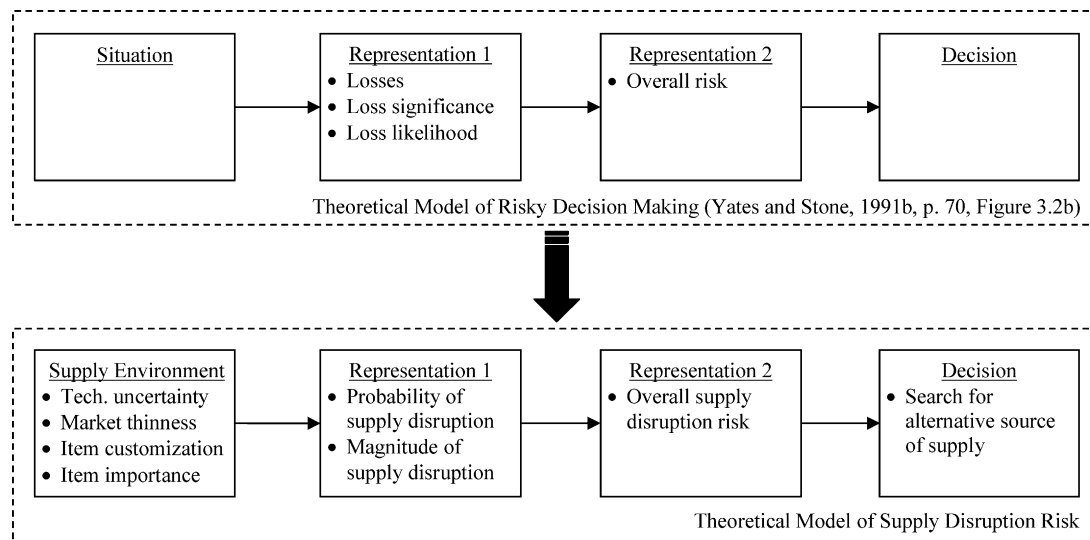 Situation
Representation 1
• Losses
• Loss significance
• Loss likelihood
Representation 2
• Overall risk
Decision
Theoretical Model of Risky Decision Making (Yates and Stone, 1991b, p. 70, Figure 3.2b)
Supply Environment
• Tech. uncertainty
• Market thinness
• Item customization
• Item importance
Representation 1
• Probability of
supply disruption
• Magnitude of
supply disruption
Representation 2
• Overall supply
disruption risk
Decision
• Search for
alternative source
of supply
Theoretical Model of Supply Disruption Risk